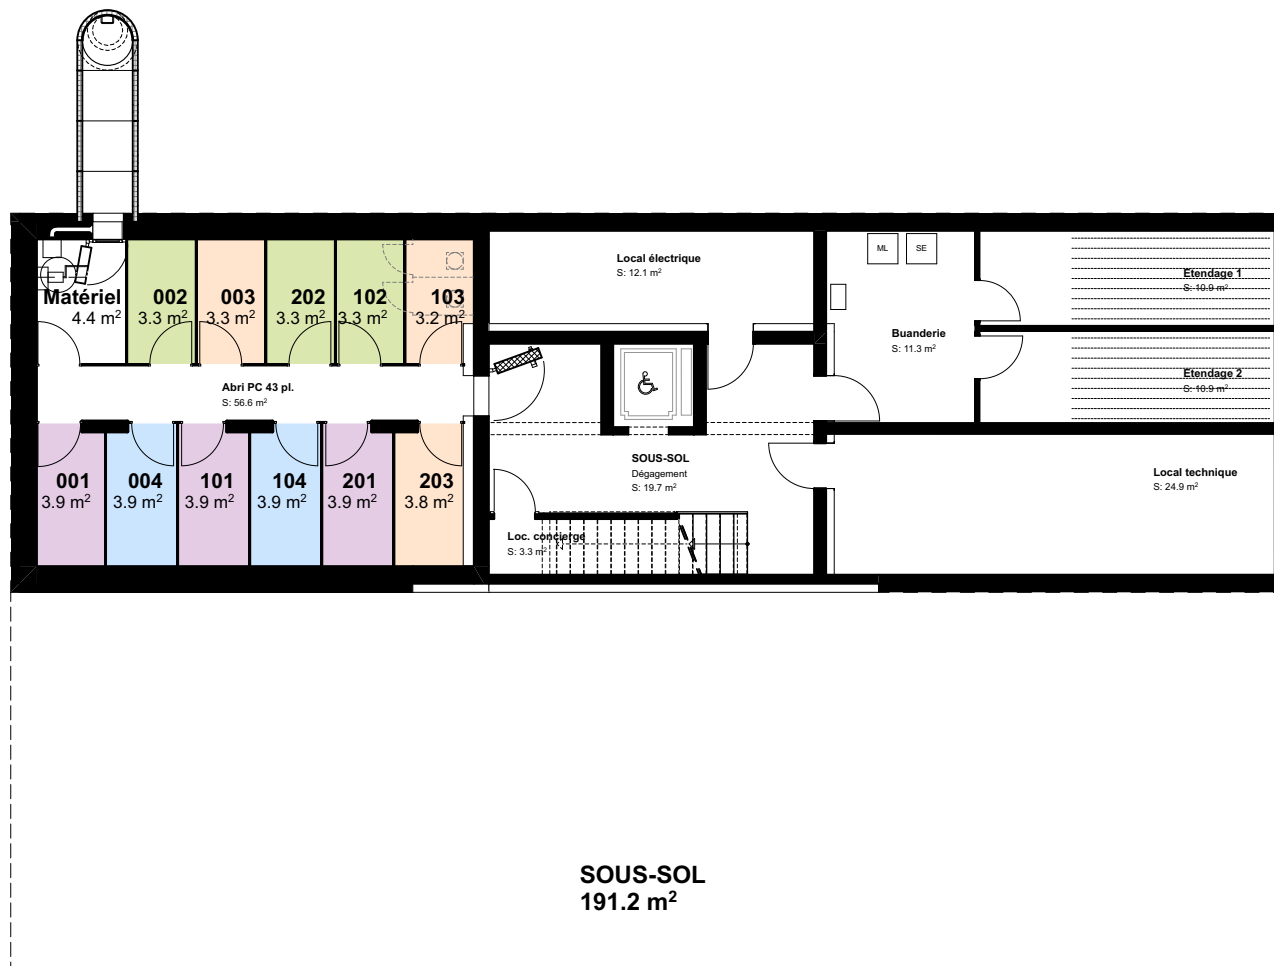 ML
SE
Local électrique
S: 12.1 m²
Etendage 1
S: 10.9 m²
Matériel
4.4 m²
002
3.3 m²
003
3.3 m²
202
3.3 m²
102
3.3 m²
103
3.2 m²
Buanderie
S: 11.3 m²
Etendage 2
S: 10.9 m²
Abri PC 43 pl.
S: 56.6 m²
001
3.9 m²
004
3.9 m²
101
3.9 m²
104
3.9 m²
201
3.9 m²
203
3.8 m²
SOUS-SOL
Dégagement
S: 19.7 m²
Local technique
S: 24.9 m²
Loc. concierge
S: 3.3 m²
SOUS-SOL
191.2 m²